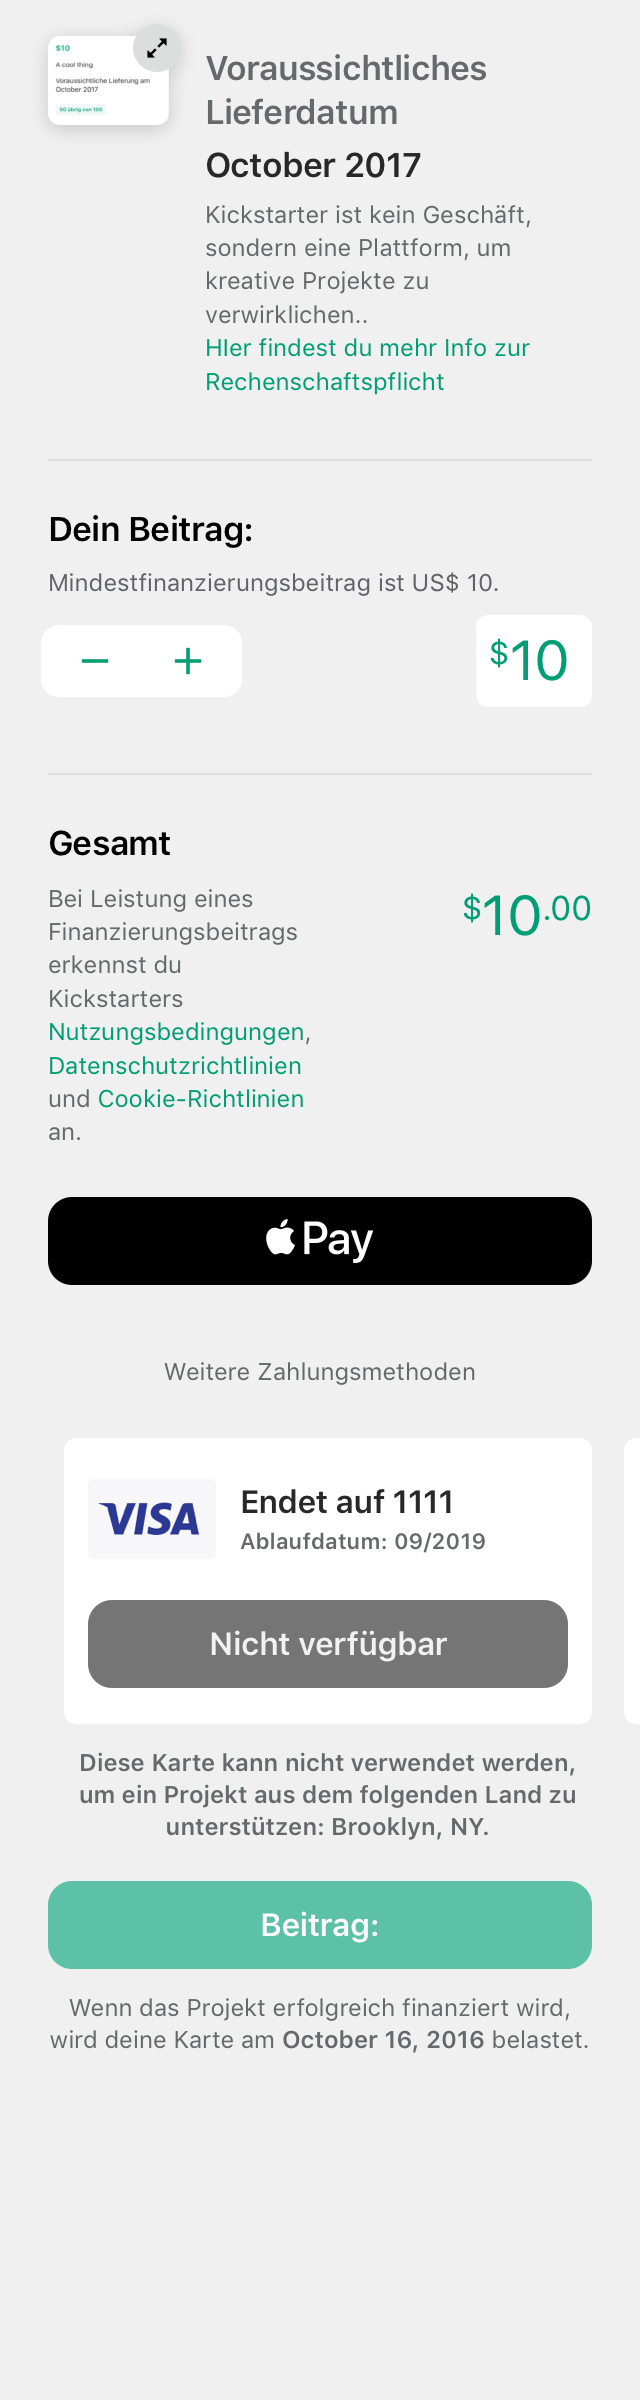 $10
A cool thing
Voraussichtliche Lieferung am
October 2017
50 übrig von 100
Voraussichtliches
Lieferdatum
October 2017
Kickstarter ist kein Geschäft,
sondern eine Plattform, um
kreative Projekte zu
verwirklichen..
HIer findest du mehr Info zur
Rechenschaftspflicht
Dein Beitrag:
Mindestfinanzierungsbeitrag ist US$ 10.
− +
$10
Gesamt
Bei Leistung eines
Finanzierungsbeitrags
erkennst du
Kickstarters
Nutzungsbedingungen,
Datenschutzrichtlinien
und Cookie-Richtlinien
an.
$10.00
Pay
Weitere Zahlungsmethoden
VISA
Endet auf 1111
Ablaufdatum: 09/2019
Nicht verfügbar
Diese Karte kann nicht verwendet werden,
um ein Projekt aus dem folgenden Land zu
unterstützen: Brooklyn, NY.
Beitrag:
Wenn das Projekt erfolgreich finanziert wird,
wird deine Karte am October 16, 2016 belastet.